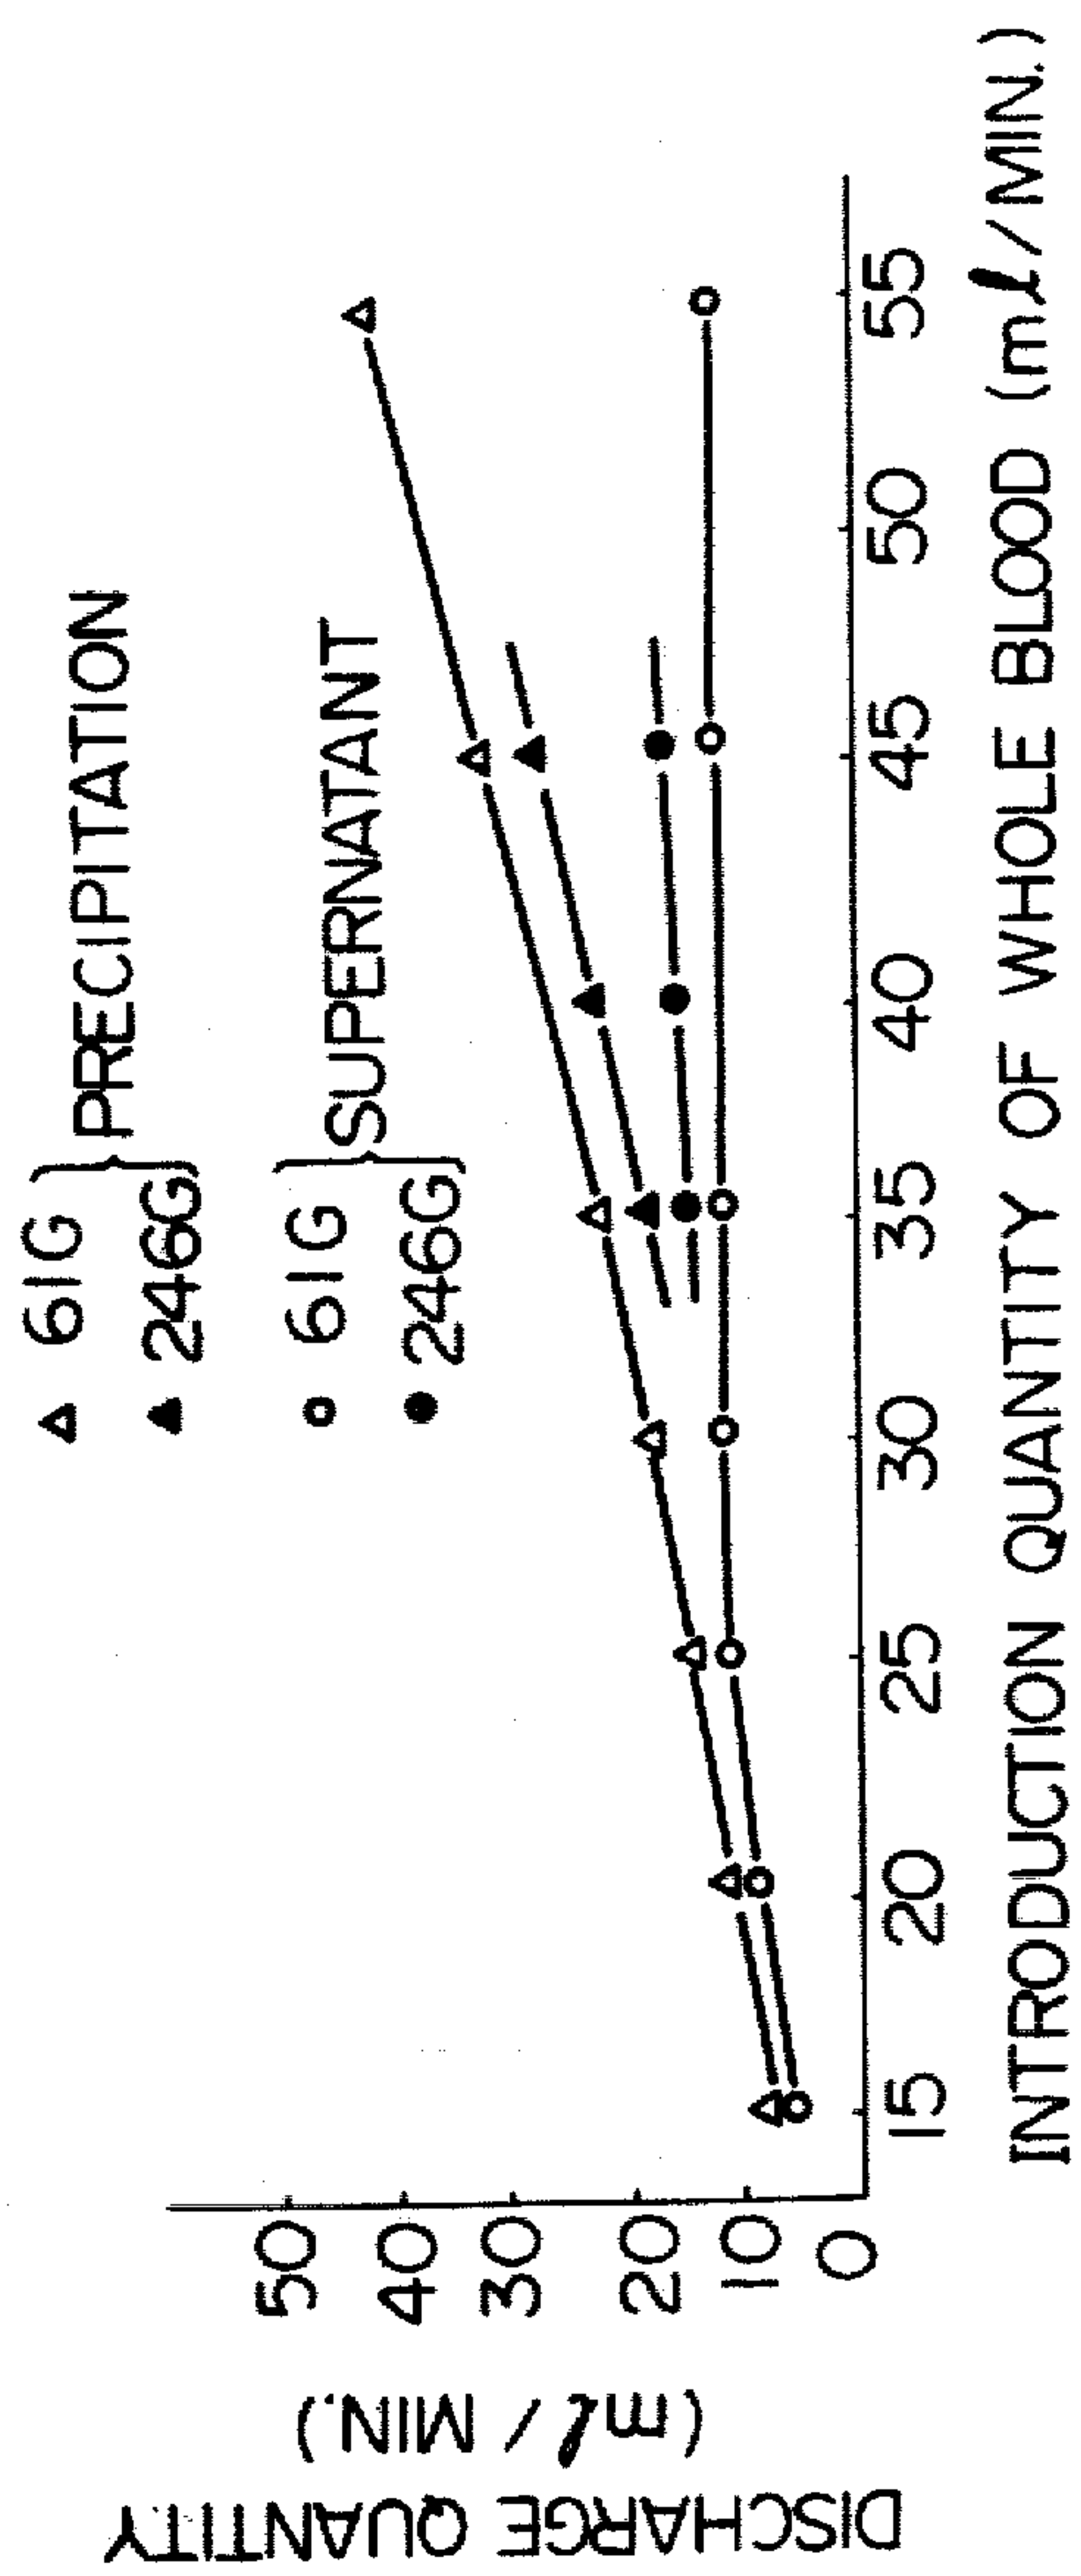 △ 61G
▲ 246G
PRECIPITATION
○ 61G
● 246G
SUPERNATANT
DISCHARGE QUANTITY
(ml / MIN.)
50
40
30
20
10
0
15 20 25 30 35 40 45 50 55
INTRODUCTION QUANTITY OF WHOLE BLOOD (ml/MIN.)